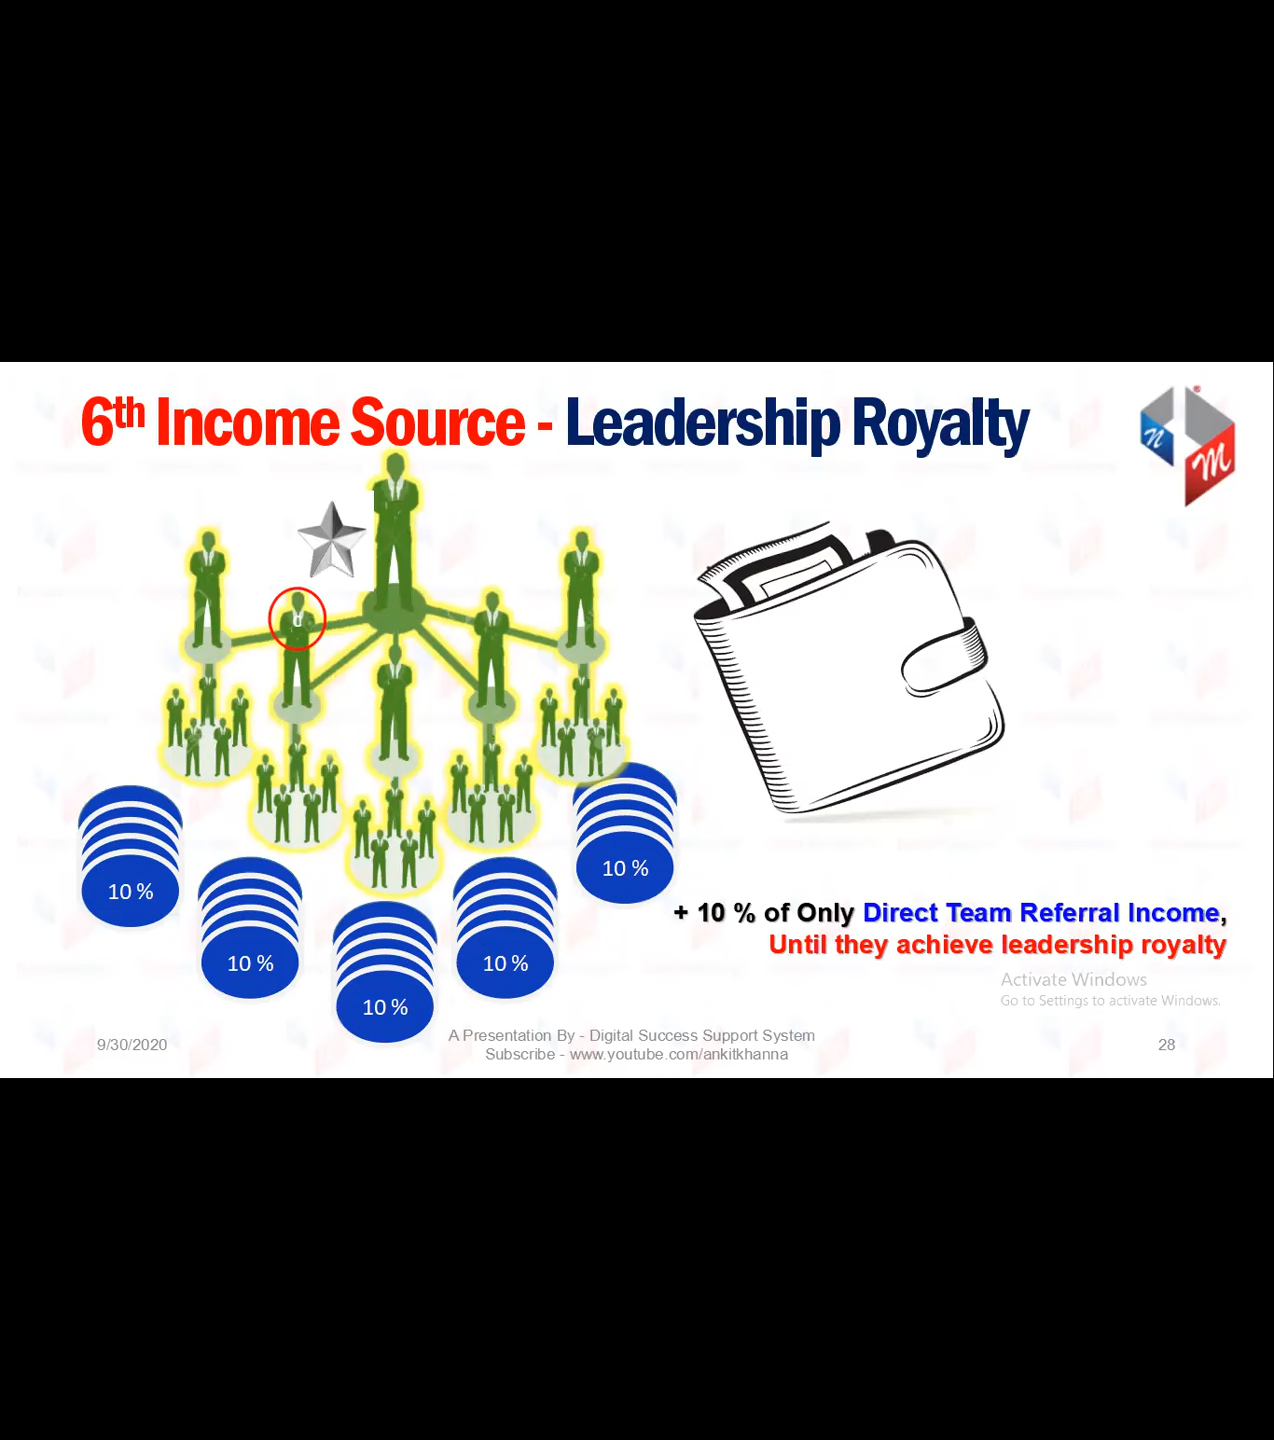 6th Income Source - Leadership Royalty
®
n
M
d
10 %
10 %
10 %
10 %
10 %
+ 10 % of Only Direct Team Referral Income,
Until they achieve leadership royalty
Activate Windows
Go to Settings to activate Windows.
9/30/2020
A Presentation By - Digital Success Support System
Subscribe - www.youtube.com/ankitkhanna
28